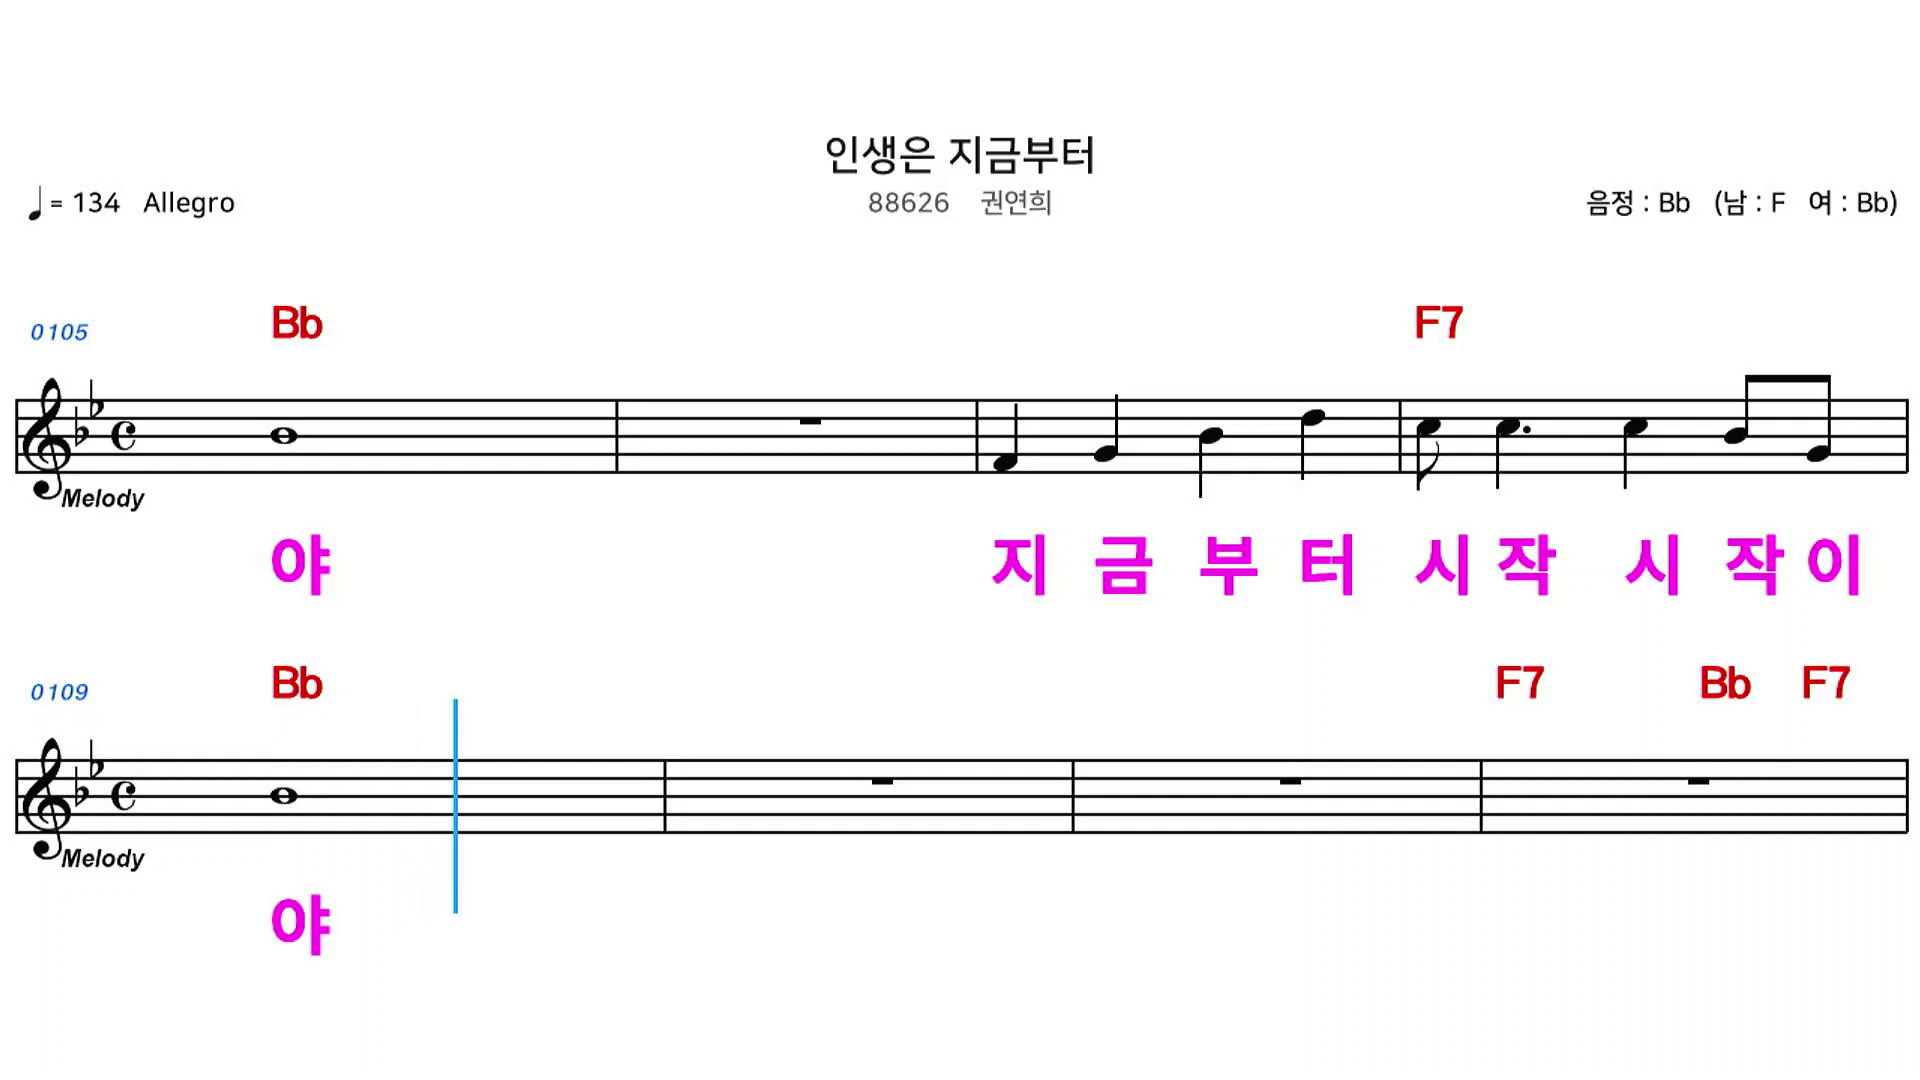 인생은 지금부터
♩= 134 Allegro 88626 권연희 음정 : Bb (남 : F 여 : Bb)
0105 Bb F7
Melody
야 지 금 부 터 시 작 시 작 이
0109 Bb F7 Bb F7
Melody
야